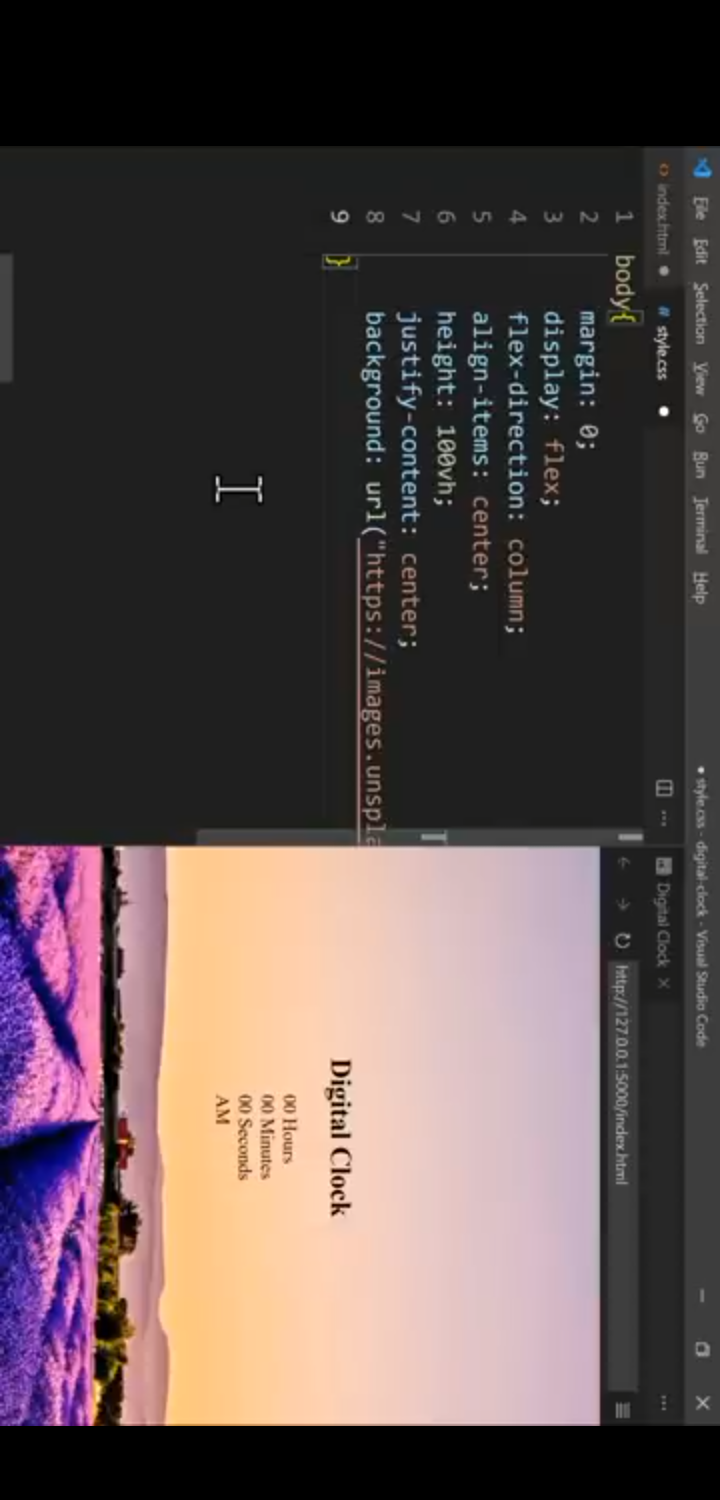 File Edit Selection View Go Run Terminal Help
• style.css - digital-clock - Visual Studio Code
index.html
# style.css
Digital Clock
http://127.0.0.1:5000/index.html
1 body{
2 margin: 0;
3 display: flex;
4 flex-direction: column;
5 align-items: center;
6 height: 100vh;
7 justify-content: center;
8 background: url("https://images.unspla
9 }
Digital Clock
00 Hours
00 Minutes
00 Seconds
AM